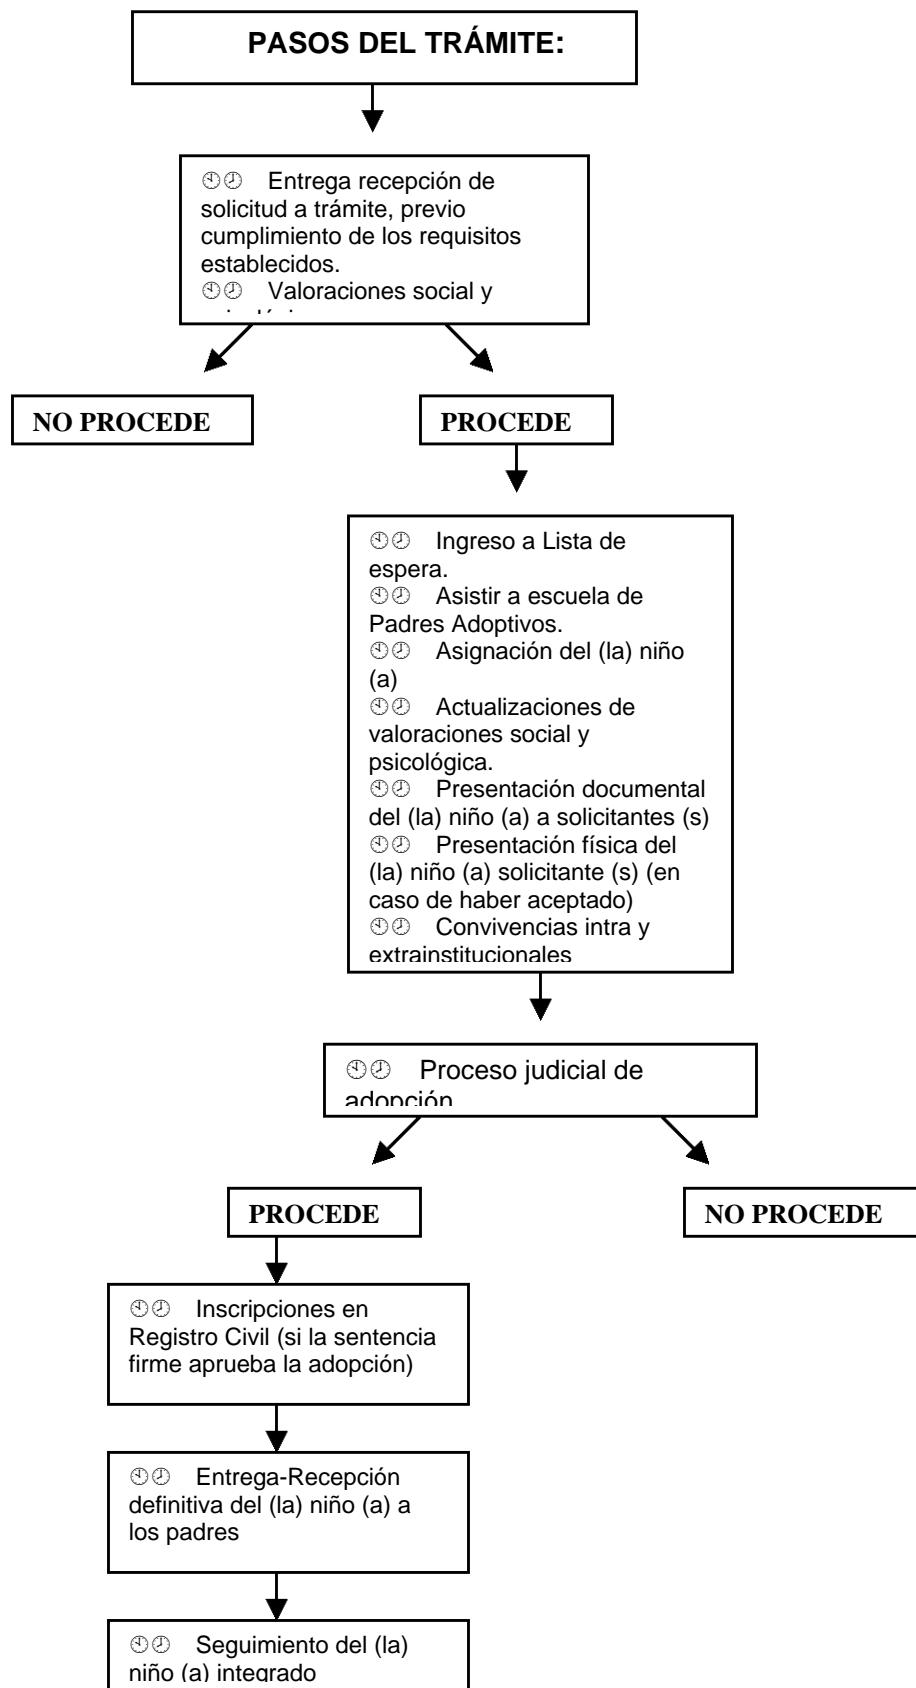 PASOS DEL TRÁMITE:
🕙🕗 Entrega recepción de
solicitud a trámite, previo
cumplimiento de los requisitos
establecidos.
🕙🕗 Valoraciones social y
NO PROCEDE
PROCEDE
🕙🕗 Ingreso a Lista de
espera.
🕙🕗 Asistir a escuela de
Padres Adoptivos.
🕙🕗 Asignación del (la) niño
(a)
🕙🕗 Actualizaciones de
valoraciones social y
psicológica.
🕙🕗 Presentación documental
del (la) niño (a) a solicitantes (s)
🕙🕗 Presentación física del
(la) niño (a) solicitante (s) (en
caso de haber aceptado)
🕙🕗 Convivencias intra y
extrainstitucionales
🕙🕗 Proceso judicial de
adopción
PROCEDE
NO PROCEDE
🕙🕗 Inscripciones en
Registro Civil (si la sentencia
firme aprueba la adopción)
🕙🕗 Entrega-Recepción
definitiva del (la) niño (a) a
los padres
🕙🕗 Seguimiento del (la)
niño (a) integrado